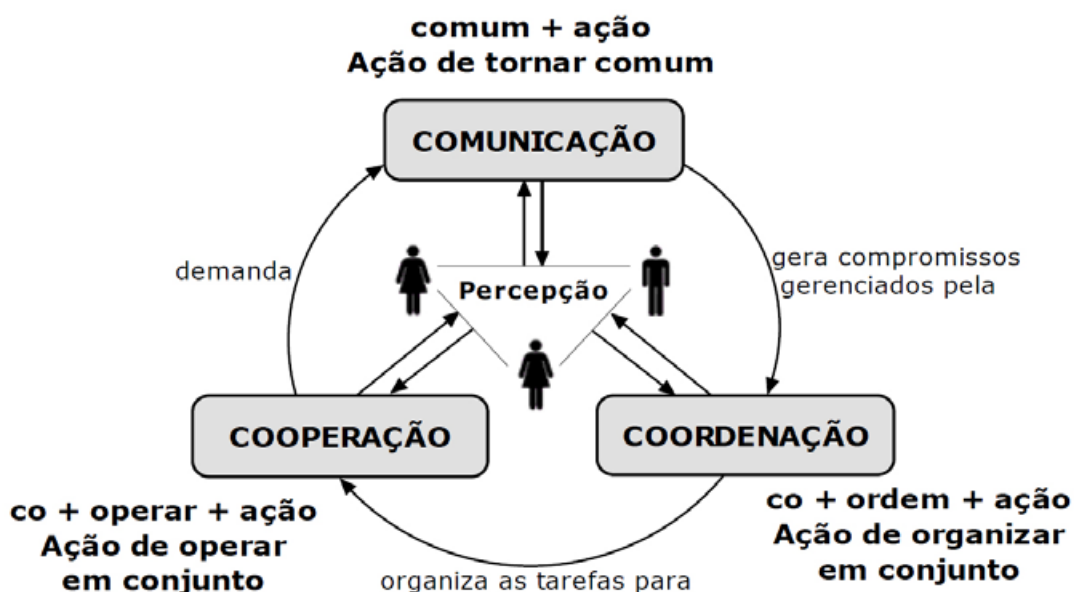 comum + ação
Ação de tornar comum
COMUNICAÇÃO
demanda
gera compromissos
gerenciados pela
Percepção
COOPERAÇÃO
COORDENAÇÃO
co + operar + ação
Ação de operar
em conjunto
co + ordem + ação
Ação de organizar
em conjunto
organiza as tarefas para